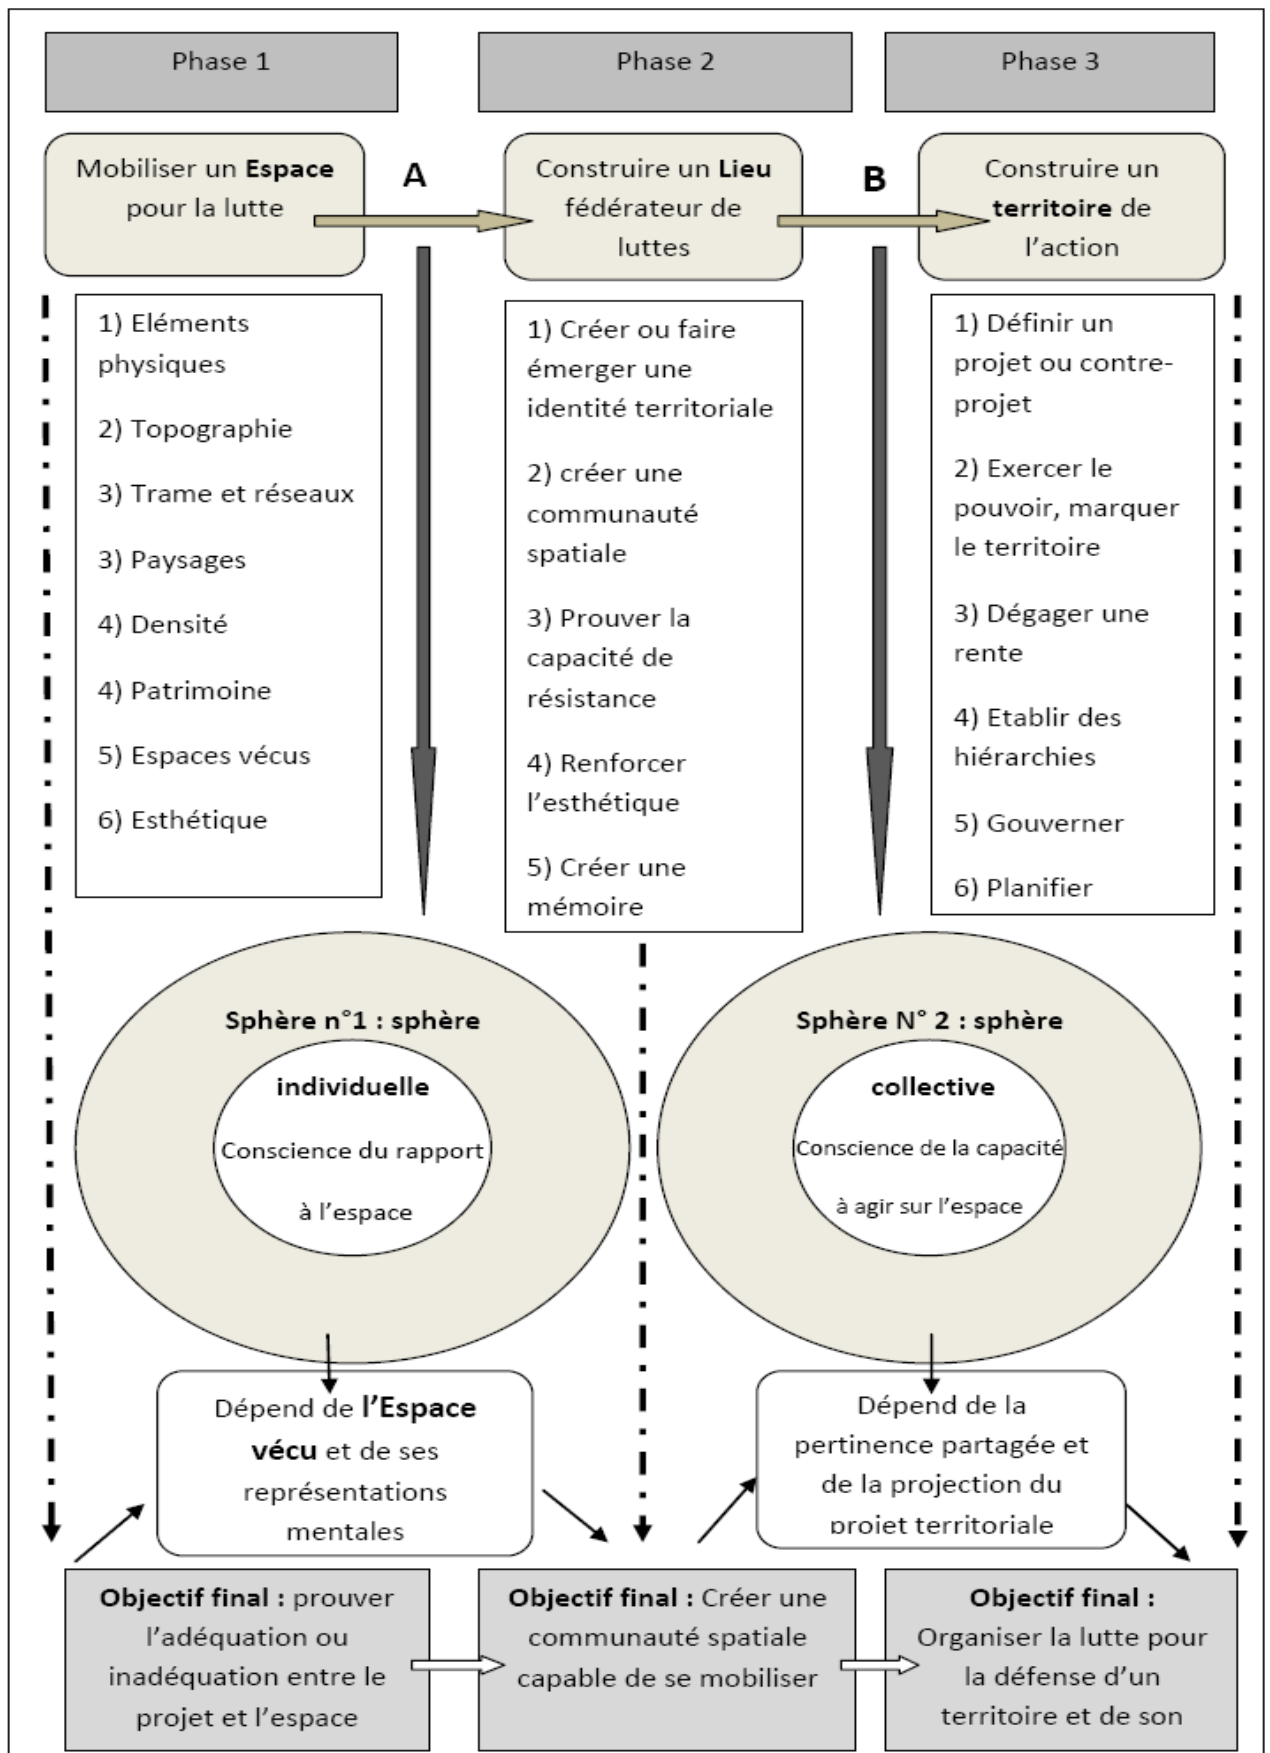 Phase 1
Phase 2
Phase 3
Mobiliser un Espace
pour la lutte
A
Construire un Lieu
fédérateur de
luttes
B
Construire un
territoire de
l'action
1) Eléments
physiques
2) Topographie
3) Trame et réseaux
3) Paysages
4) Densité
4) Patrimoine
5) Espaces vécus
6) Esthétique
1) Créer ou faire
émerger une
identité territoriale
2) créer une
communauté
spatiale
3) Prouver la
capacité de
résistance
4) Renforcer
l'esthétique
5) Créer une
mémoire
1) Définir un
projet ou contre-
projet
2) Exercer le
pouvoir, marquer
le territoire
3) Dégager une
rente
4) Etablir des
hiérarchies
5) Gouverner
6) Planifier
Sphère n°1 : sphère
individuelle
Conscience du rapport
à l'espace
Sphère N° 2 : sphère
collective
Conscience de la capacité
à agir sur l'espace
Dépend de l'Espace
vécu et de ses
représentations
mentales
Dépend de la
pertinence partagée et
de la projection du
projet territoriale
Objectif final : prouver
l'adéquation ou
inadéquation entre le
projet et l'espace
Objectif final : Créer une
communauté spatiale
capable de se mobiliser
Objectif final :
Organiser la lutte pour
la défense d'un
territoire et de son